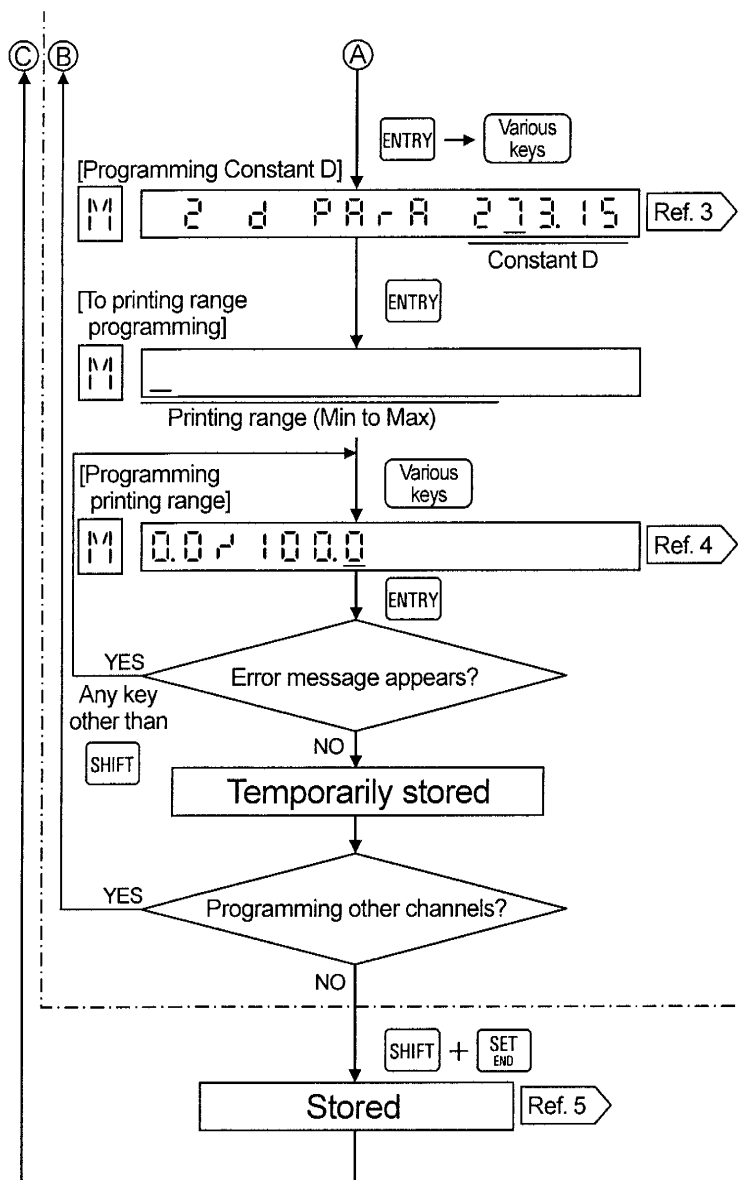 C B A
ENTRY → Various keys
[Programming Constant D]
M 2 d PArA 273.15 Ref. 3
Constant D
ENTRY
[To printing range
programming]
M _
Printing range (Min to Max)
Various keys
[Programming
printing range]
M 0.0/100.0 Ref. 4
ENTRY
YES
Error message appears?
Any key
other than
SHIFT
NO
Temporarily stored
YES
Programming other channels?
NO
SHIFT + SET END
Stored Ref. 5